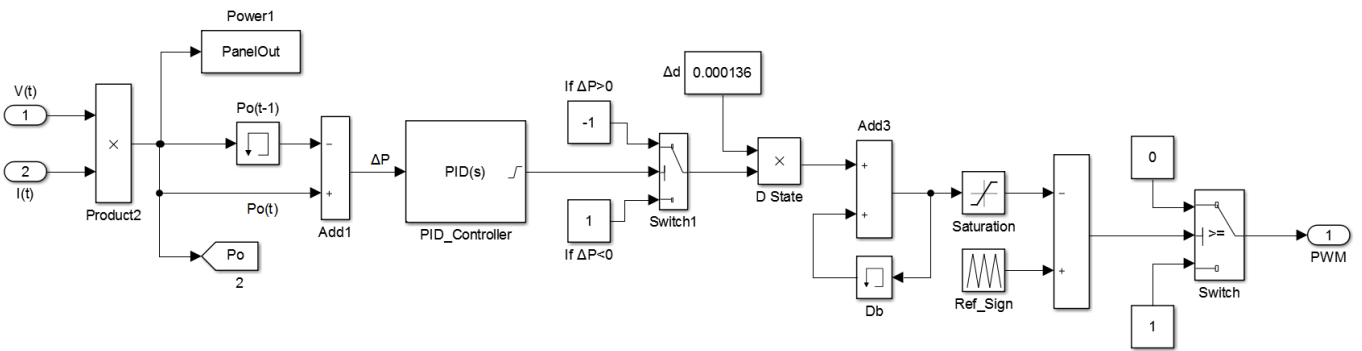 Power1
PanelOut
V(t)
1
2
I(t)
×
Product2
Po(t-1)
−
+
Po(t)
Add1
Po
2
ΔP
PID(s)
PID_Controller
If ΔP>0
-1
1
If ΔP<0
Switch1
Δd
0.000136
×
D State
Add3
+
+
Db
Saturation
Ref_Sign
−
+
0
>=
Switch
1
1
PWM